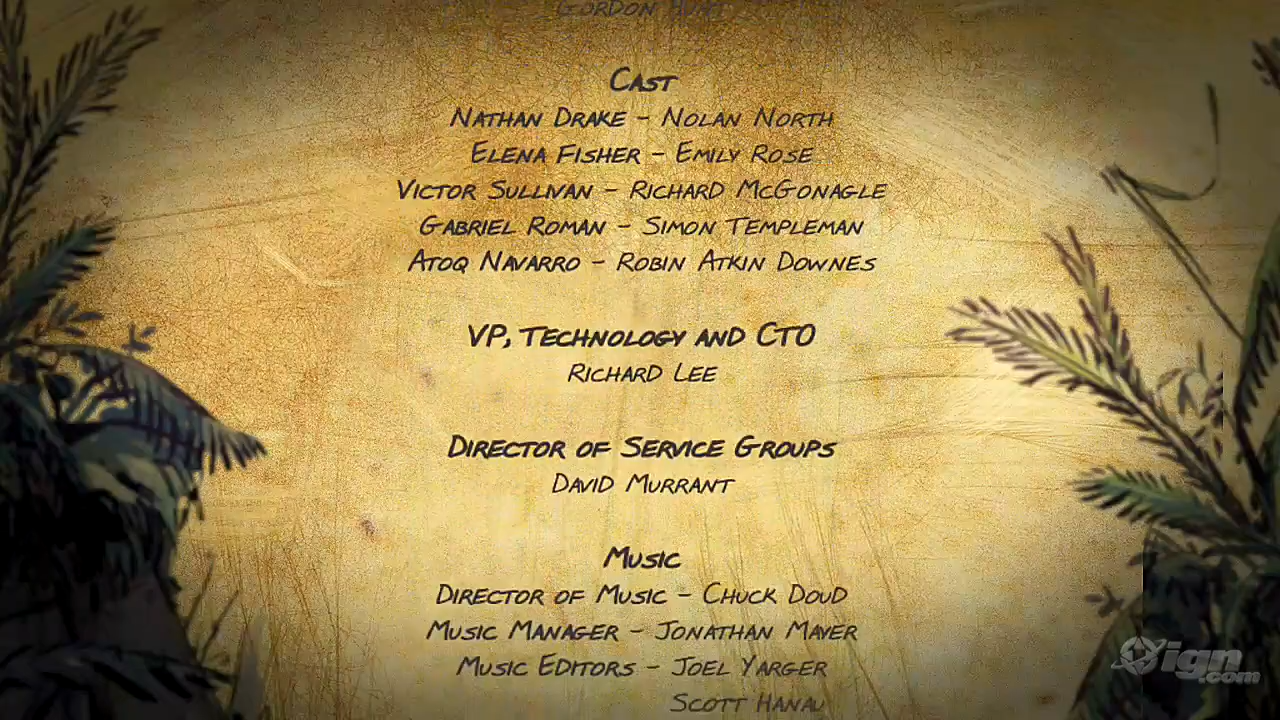 Gordon Hunt
Cast
Nathan Drake - Nolan North
Elena Fisher - Emily Rose
Victor Sullivan - Richard McGonagle
Gabriel Roman - Simon Templeman
Atoq Navarro - Robin Atkin Downes
VP, Technology and CTO
Richard Lee
Director of Service Groups
David Murrant
Music
Director of Music - Chuck Doud
Music Manager - Jonathan Mayer
Music Editors - Joel Yarger
Scott Hanau
ign.com